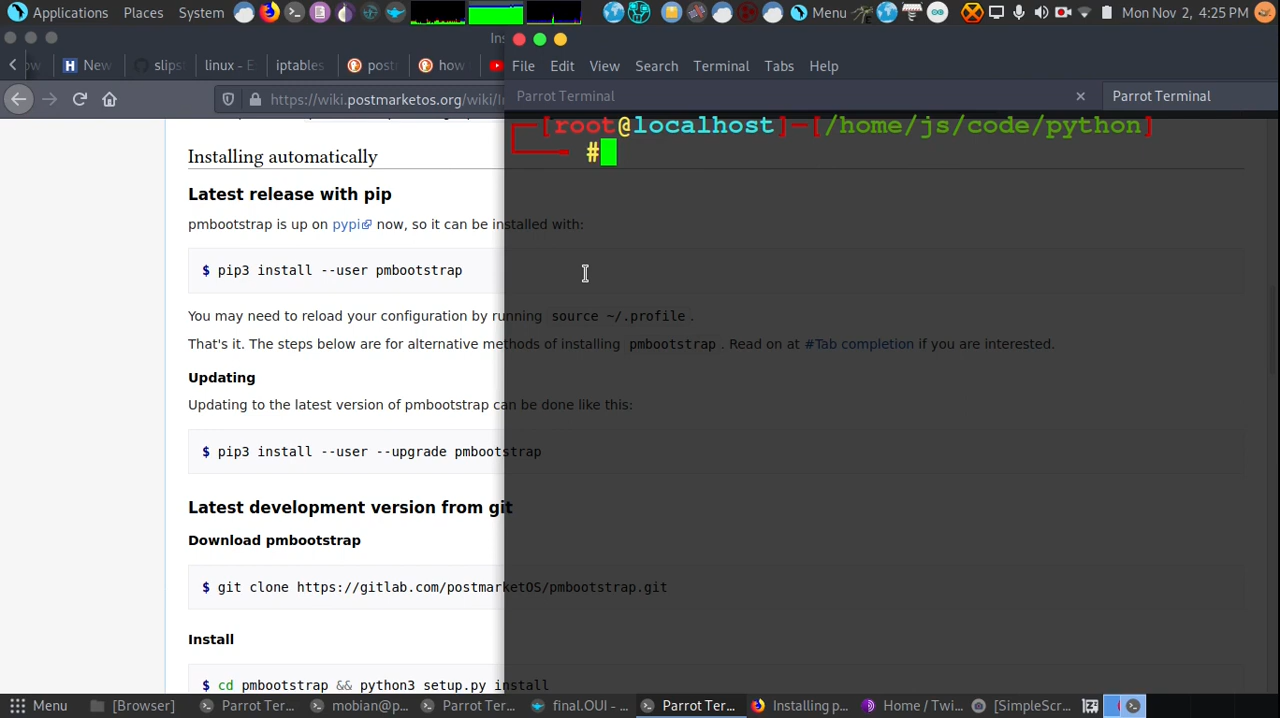 Applications Places System Menu Mon Nov 2, 4:25 PM
Ins
File Edit View Search Terminal Tabs Help
ow New slips linux - E iptables postr how
https://wiki.postmarketos.org/wiki/I
Parrot Terminal
Parrot Terminal
[root@localhost]─[/home/js/code/python]
#
Installing automatically
Latest release with pip
pmbootstrap is up on pypi now, so it can be installed with:
$ pip3 install --user pmbootstrap
You may need to reload your configuration by running source ~/.profile.
That's it. The steps below are for alternative methods of installing pmbootstrap. Read on at #Tab completion if you are interested.
Updating
Updating to the latest version of pmbootstrap can be done like this:
$ pip3 install --user --upgrade pmbootstrap
Latest development version from git
Download pmbootstrap
$ git clone https://gitlab.com/postmarketOS/pmbootstrap.git
Install
$ cd pmbootstrap && python3 setup.py install
Menu [Browser] Parrot Ter... mobian@p... Parrot Ter... final.OUI - ... Parrot Ter... Installing p... Home / Twi... [SimpleScr...